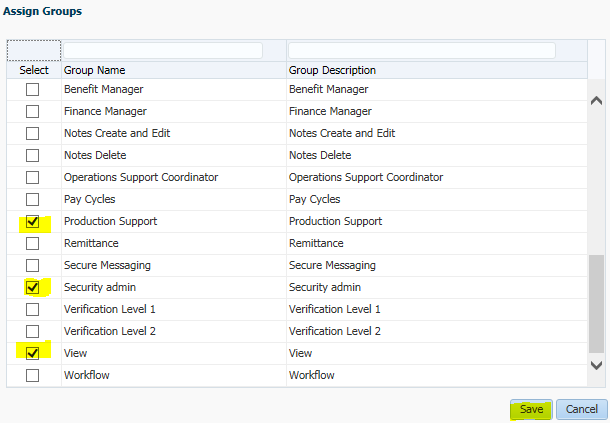 Assign Groups
Select Group Name Group Description
Benefit Manager Benefit Manager
Finance Manager Finance Manager
Notes Create and Edit Notes Create and Edit
Notes Delete Notes Delete
Operations Support Coordinator Operations Support Coordinator
Pay Cycles Pay Cycles
Production Support Production Support
Remittance Remittance
Secure Messaging Secure Messaging
Security admin Security admin
Verification Level 1 Verification Level 1
Verification Level 2 Verification Level 2
View View
Workflow Workflow
Save Cancel